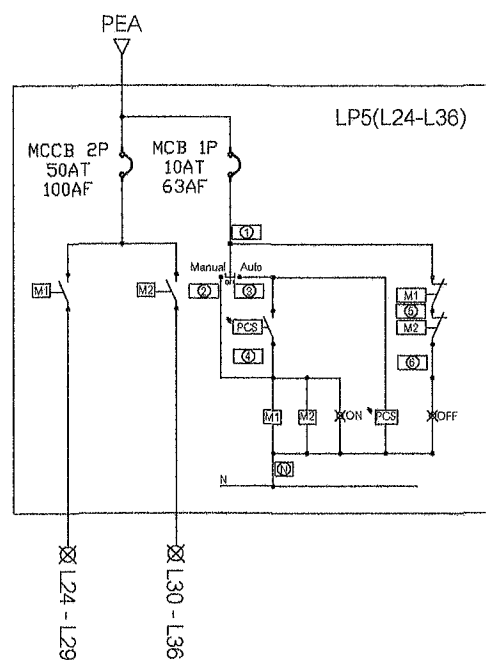 PEA
LP5(L24-L36)
MCCB 2P
50AT
100AF
MCB 1P
10AT
63AF
1
Manual
Auto
M1
M2
2
3
M1
5
M2
PCS
4
6
M1
M2
ON
PCS
OFF
N
N
L24 - L29
L30 - L36